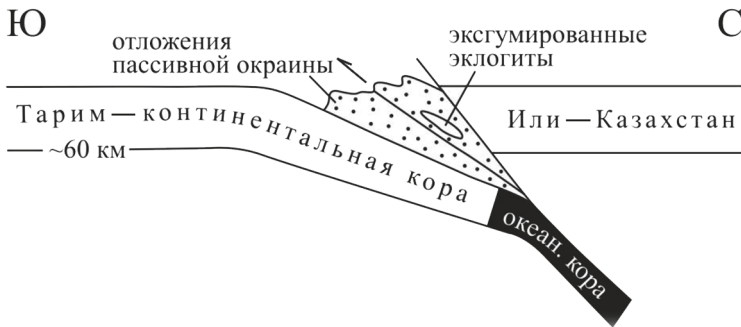 Ю
С
отложения
пассивной окраины
эксгумированные
эклогиты
Тарим — континентальная кора
Или — Казахстан
~60 км
океан. кора